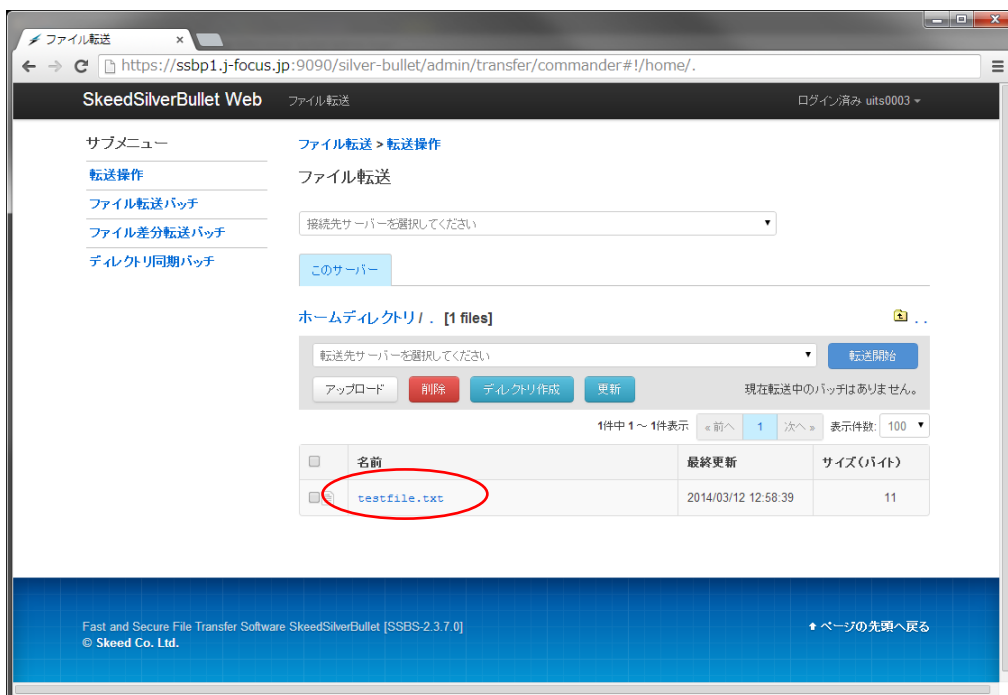 ファイル転送
https://ssbp1.j-focus.jp:9090/silver-bullet/admin/transfer/commander#!/home/.
SkeedSilverBullet Web ファイル転送 ログイン済み uits0003
サブメニュー
転送操作
ファイル転送バッチ
ファイル差分転送バッチ
ディレクトリ同期バッチ
ファイル転送 > 転送操作
ファイル転送
接続先サーバーを選択してください
このサーバー
ホームディレクトリ / . [1 files] . .
転送先サーバーを選択してください 転送開始
アップロード 削除 ディレクトリ作成 更新 現在転送中のバッチはありません。
1件中 1 ～ 1件表示 « 前へ 1 次へ » 表示件数: 100
名前 最終更新 サイズ(バイト)
testfile.txt 2014/03/12 12:58:39 11
Fast and Secure File Transfer Software SkeedSilverBullet [SSBS-2.3.7.0] ページの先頭へ戻る
© Skeed Co. Ltd.